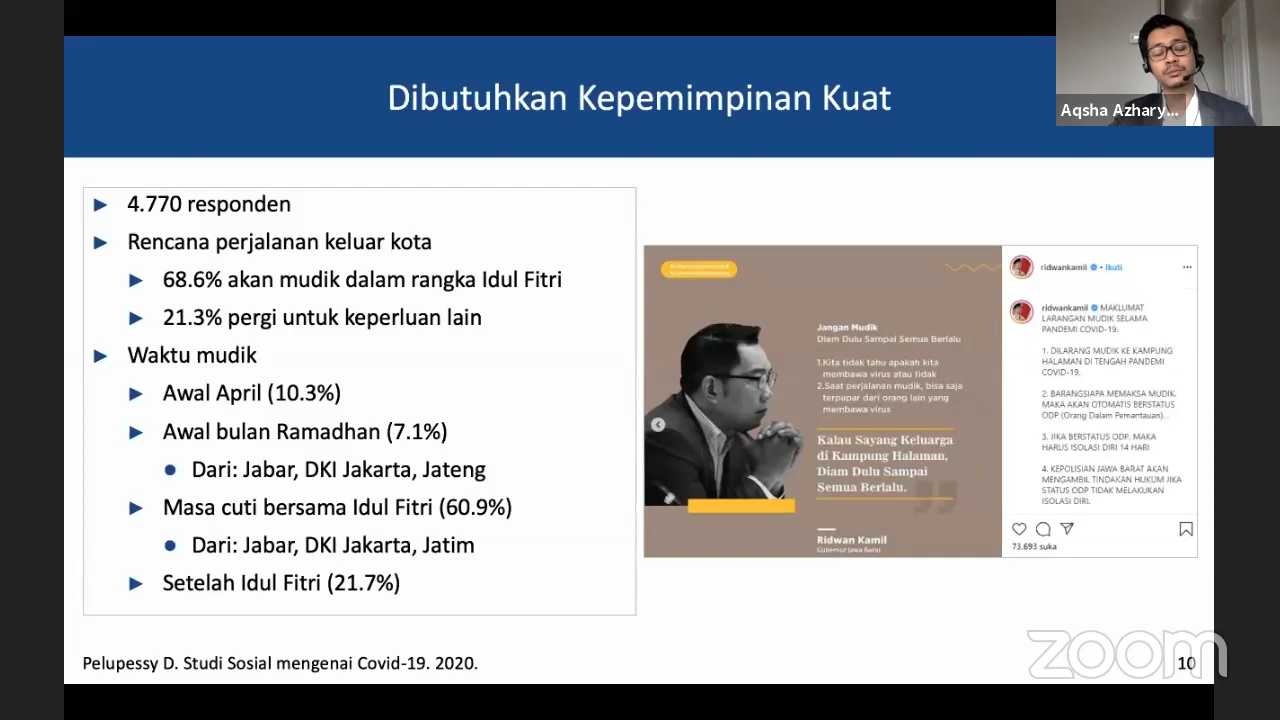 Dibutuhkan Kepemimpinan Kuat
Aqsha Azhary...
4.770 responden
Rencana perjalanan keluar kota
68.6% akan mudik dalam rangka Idul Fitri
21.3% pergi untuk keperluan lain
Waktu mudik
Awal April (10.3%)
Awal bulan Ramadhan (7.1%)
Dari: Jabar, DKI Jakarta, Jateng
Masa cuti bersama Idul Fitri (60.9%)
Dari: Jabar, DKI Jakarta, Jatim
Setelah Idul Fitri (21.7%)
Jangan Mudik
Diam Dulu Sampai Semua Berlalu
1.Kita tidak tahu apakah kita
membawa virus atau tidak
2.Saat perjalanan mudik, bisa saja
terpapar dari orang lain yang
membawa virus
Kalau Sayang Keluarga
di Kampung Halaman,
Diam Dulu Sampai
Semua Berlalu.
Ridwan Kamil
Gubernur Jawa Barat
ridwankamil • Ikuti
ridwankamil MAKLUMAT
LARANGAN MUDIK SELAMA
PANDEMI COVID-19.
1. DILARANG MUDIK KE KAMPUNG
HALAMAN DI TENGAH PANDEMI
COVID-19.
2. BARANGSIAPA MEMAKSA MUDIK.
MAKA AKAN OTOMATIS BERSTATUS
ODP (Orang Dalam Pemantauan). .
3. JIKA BERSTATUS ODP, MAKA
HARUS ISOLASI DIRI 14 HARI
4. KEPOLISIAN JAWA BARAT AKAN
MENGAMBIL TINDAKAN HUKUM JIKA
STATUS ODP TIDAK MELAKUKAN
ISOLASI DIRI.
73.693 suka
Pelupessy D. Studi Sosial mengenai Covid-19. 2020.
10
zoom